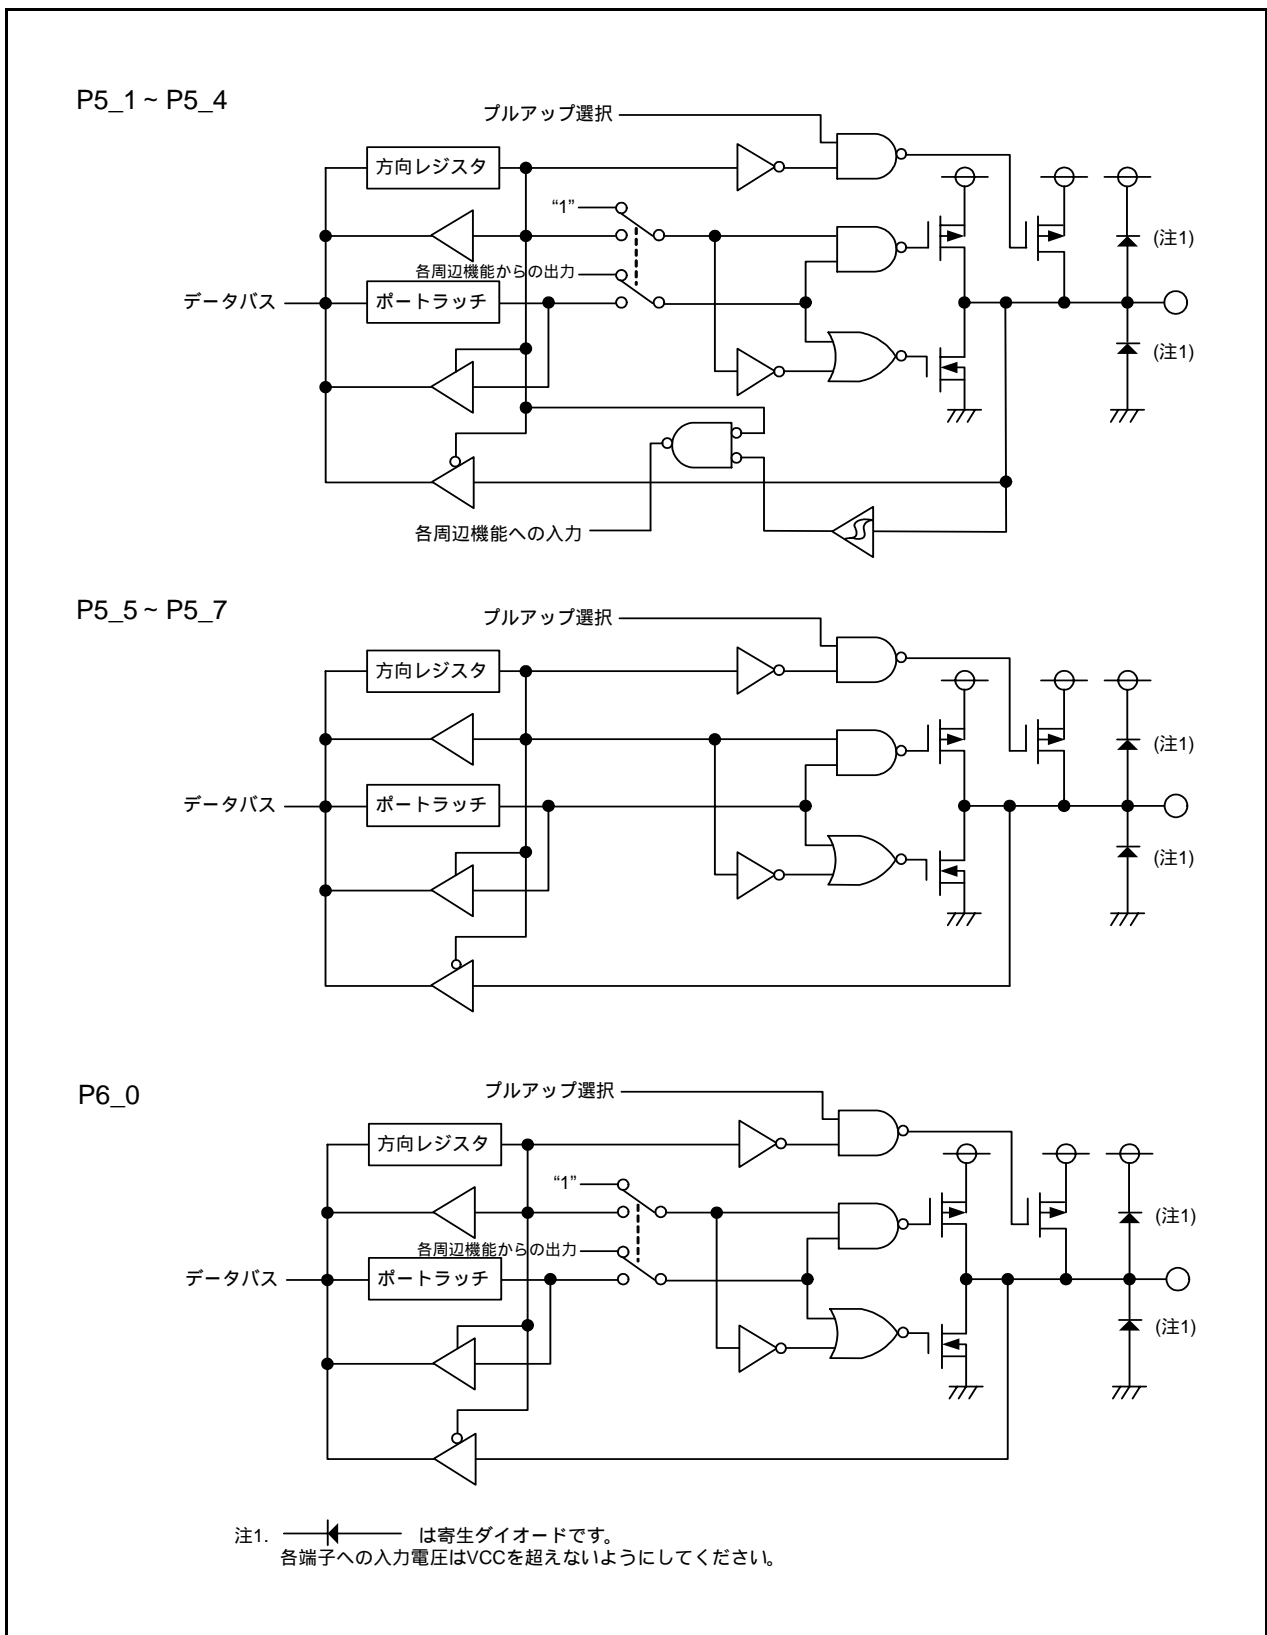 P5_1 ~ P5_4
プルアップ選択
方向レジスタ
“1”
各周辺機能からの出力
データバス
ポートラッチ
(注1)
(注1)
各周辺機能への入力
P5_5 ~ P5_7
プルアップ選択
方向レジスタ
データバス
ポートラッチ
(注1)
(注1)
P6_0
プルアップ選択
方向レジスタ
“1”
各周辺機能からの出力
データバス
ポートラッチ
(注1)
(注1)
注1. は寄生ダイオードです。
各端子への入力電圧はVCCを超えないようにしてください。